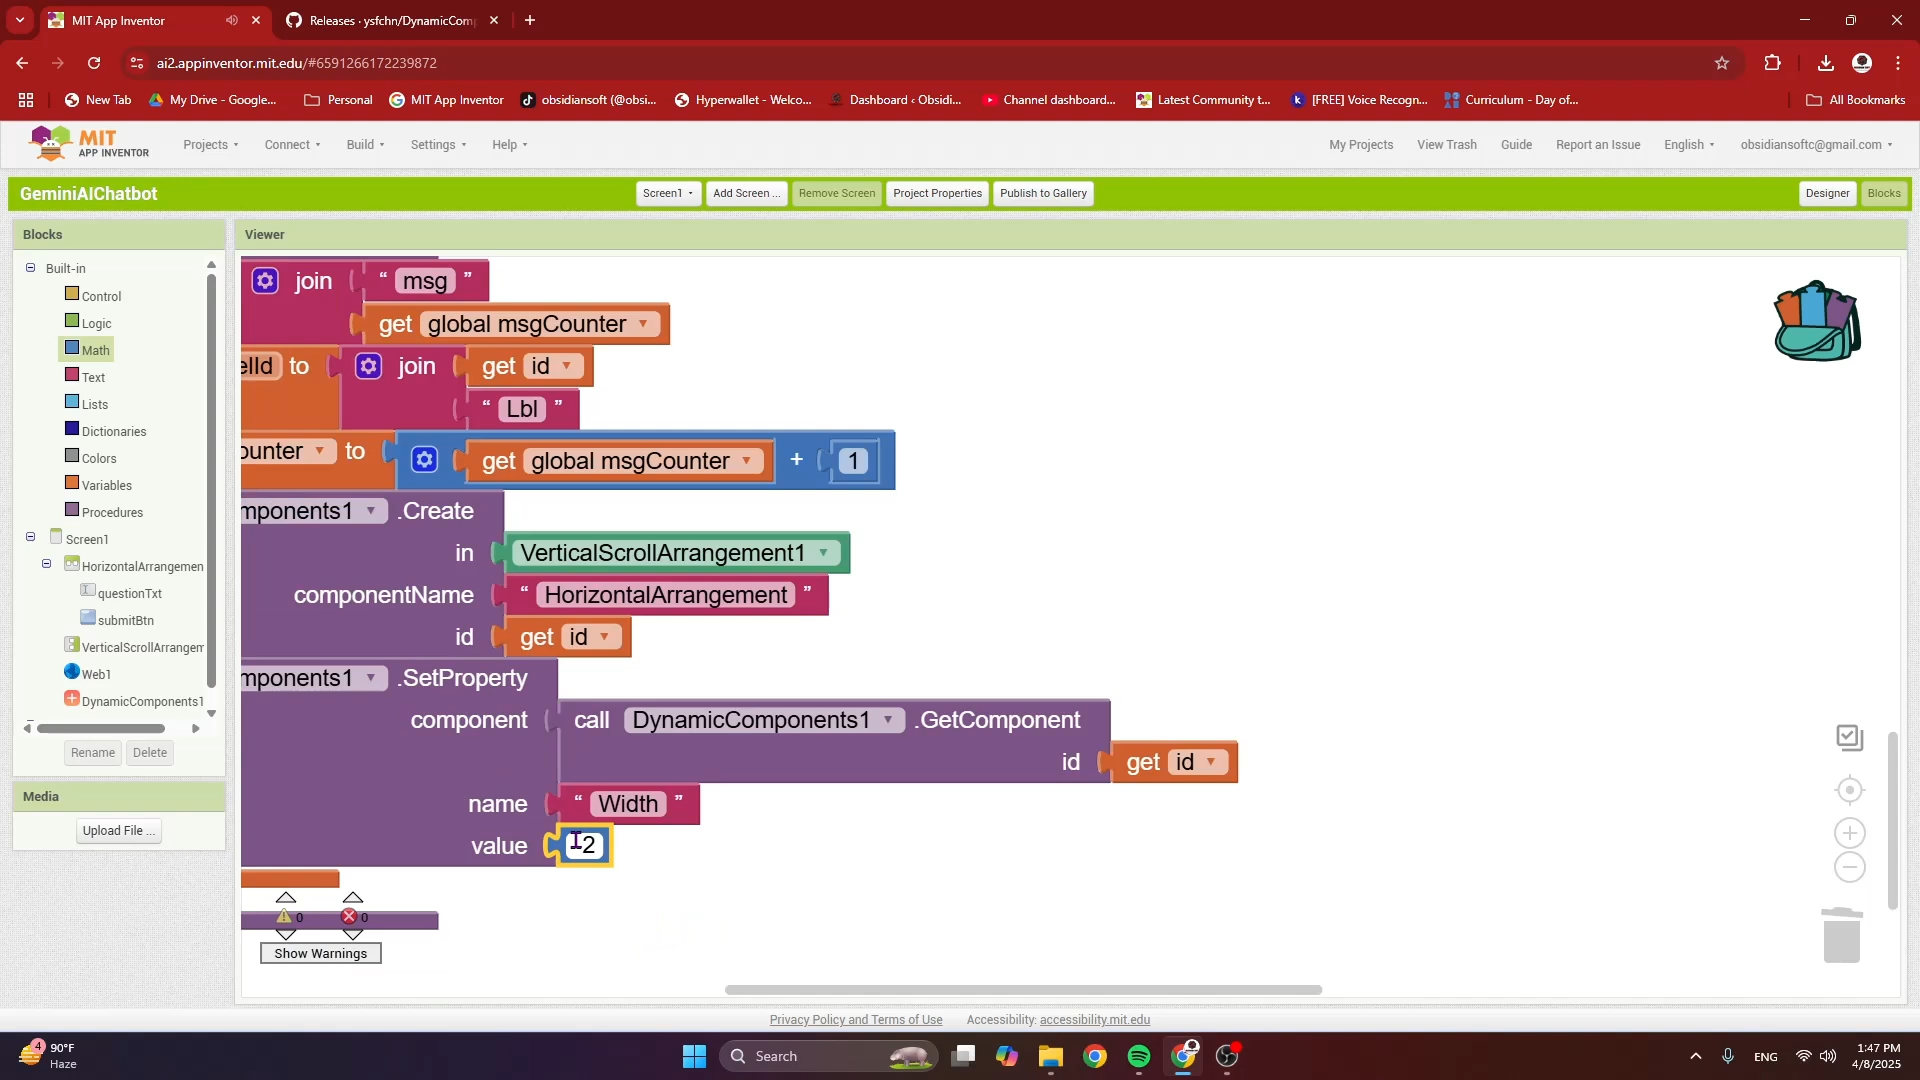 MIT App Inventor
Releases · ysfchn/DynamicComp
ai2.appinventor.mit.edu/#6591266172239872
New Tab
My Drive - Google...
Personal
MIT App Inventor
obsidiansoft (@obsi...
Hyperwallet - Welco...
Dashboard ‹ Obsidi...
Channel dashboard...
Latest Community t...
[FREE] Voice Recogn...
Curriculum - Day of...
All Bookmarks
MIT
APP INVENTOR
Projects
Connect
Build
Settings
Help
My Projects
View Trash
Guide
Report an Issue
English
obsidiansoftc@gmail.com
GeminiAIChatbot
Screen1
Add Screen ...
Remove Screen
Project Properties
Publish to Gallery
Designer
Blocks
Blocks
Viewer
Built-in
Control
Logic
Math
Text
Lists
Dictionaries
Colors
Variables
Procedures
Screen1
HorizontalArrangemen
questionTxt
submitBtn
VerticalScrollArrangem
Web1
DynamicComponents1
Rename
Delete
Media
Upload File ...
join “ msg ”
get global msgCounter
elId to join get id
“ Lbl ”
ounter to get global msgCounter + 1
mponents1 .Create
in VerticalScrollArrangement1
componentName “ HorizontalArrangement ”
id get id
mponents1 .SetProperty
component call DynamicComponents1 .GetComponent
id get id
name “ Width ”
value -2
0
0
Show Warnings
Privacy Policy and Terms of Use
Accessibility: accessibility.mit.edu
4
90°F
Haze
Search
ENG
1:47 PM
4/8/2025